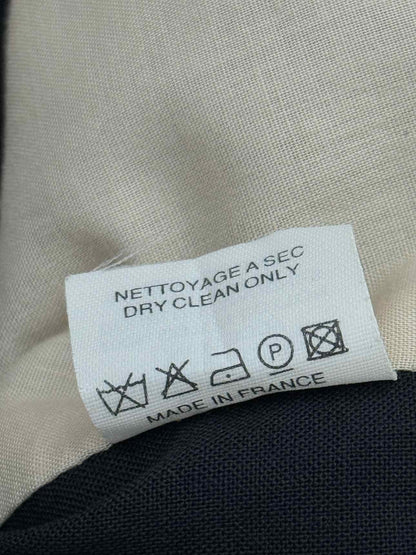 NETTOYAGE A SEC
DRY CLEAN ONLY
P
MADE IN FRANCE